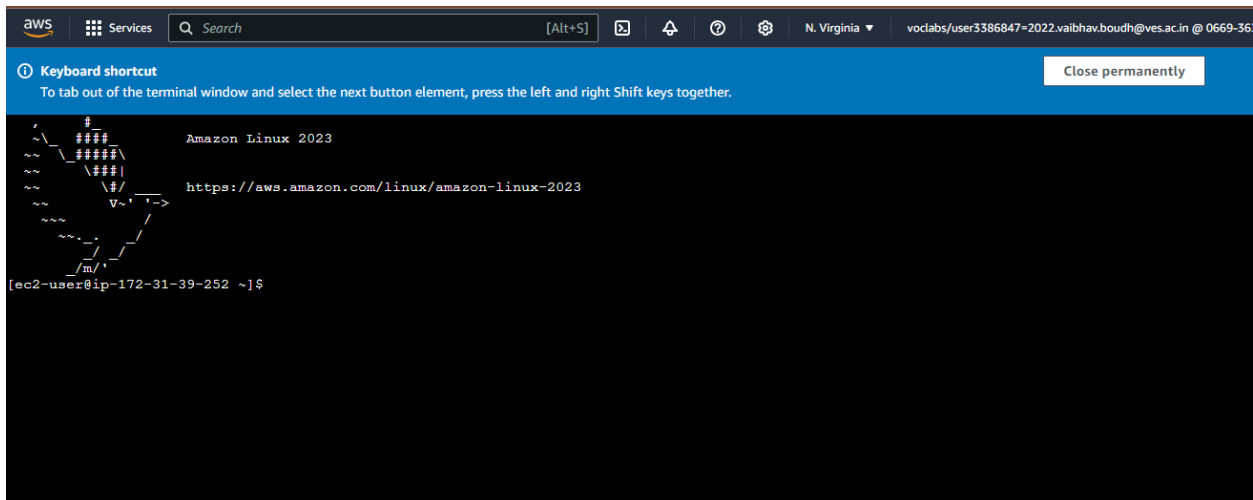 aws Services Search [Alt+S] N. Virginia ▼ voclabs/user3386847=2022.vaibhav.boudh@ves.ac.in @ 0669-36
Keyboard shortcut Close permanently
To tab out of the terminal window and select the next button element, press the left and right Shift keys together.
   ,     #_
   ~\_  ####_        Amazon Linux 2023
  ~~  \_#####\
  ~~     \###|
  ~~       \#/ ___   https://aws.amazon.com/linux/amazon-linux-2023
   ~~       V~' '->
    ~~~         /
      ~~._.   _/
         _/ _/
       _/m/'
[ec2-user@ip-172-31-39-252 ~]$